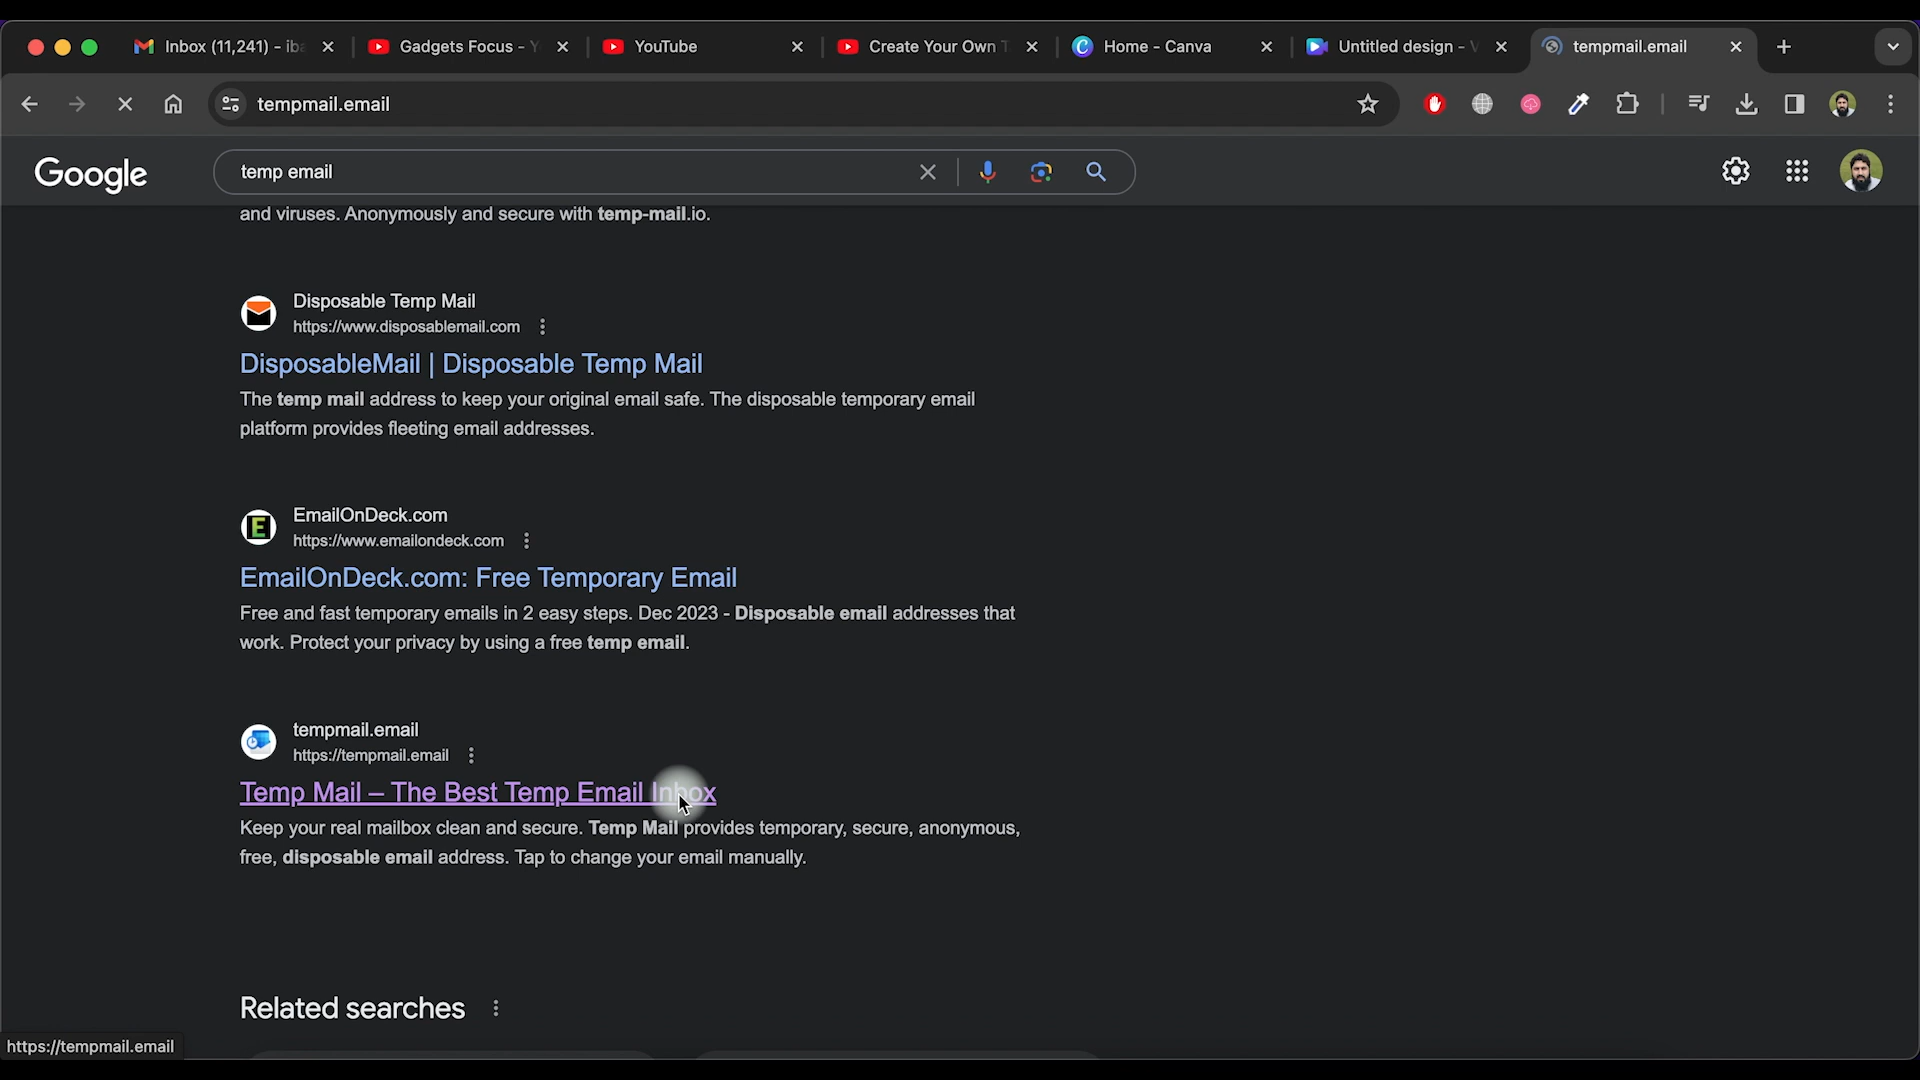 Inbox (11,241) - iba
Gadgets Focus - Y
YouTube
Create Your Own T
Home - Canva
Untitled design - V
tempmail.email
tempmail.email
Google
temp email
and viruses. Anonymously and secure with temp-mail.io.
Disposable Temp Mail
https://www.disposablemail.com
DisposableMail | Disposable Temp Mail
The temp mail address to keep your original email safe. The disposable temporary email
platform provides fleeting email addresses.
E
EmailOnDeck.com
https://www.emailondeck.com
EmailOnDeck.com: Free Temporary Email
Free and fast temporary emails in 2 easy steps. Dec 2023 - Disposable email addresses that
work. Protect your privacy by using a free temp email.
tempmail.email
https://tempmail.email
Temp Mail – The Best Temp Email Inbox
Keep your real mailbox clean and secure. Temp Mail provides temporary, secure, anonymous,
free, disposable email address. Tap to change your email manually.
Related searches
https://tempmail.email